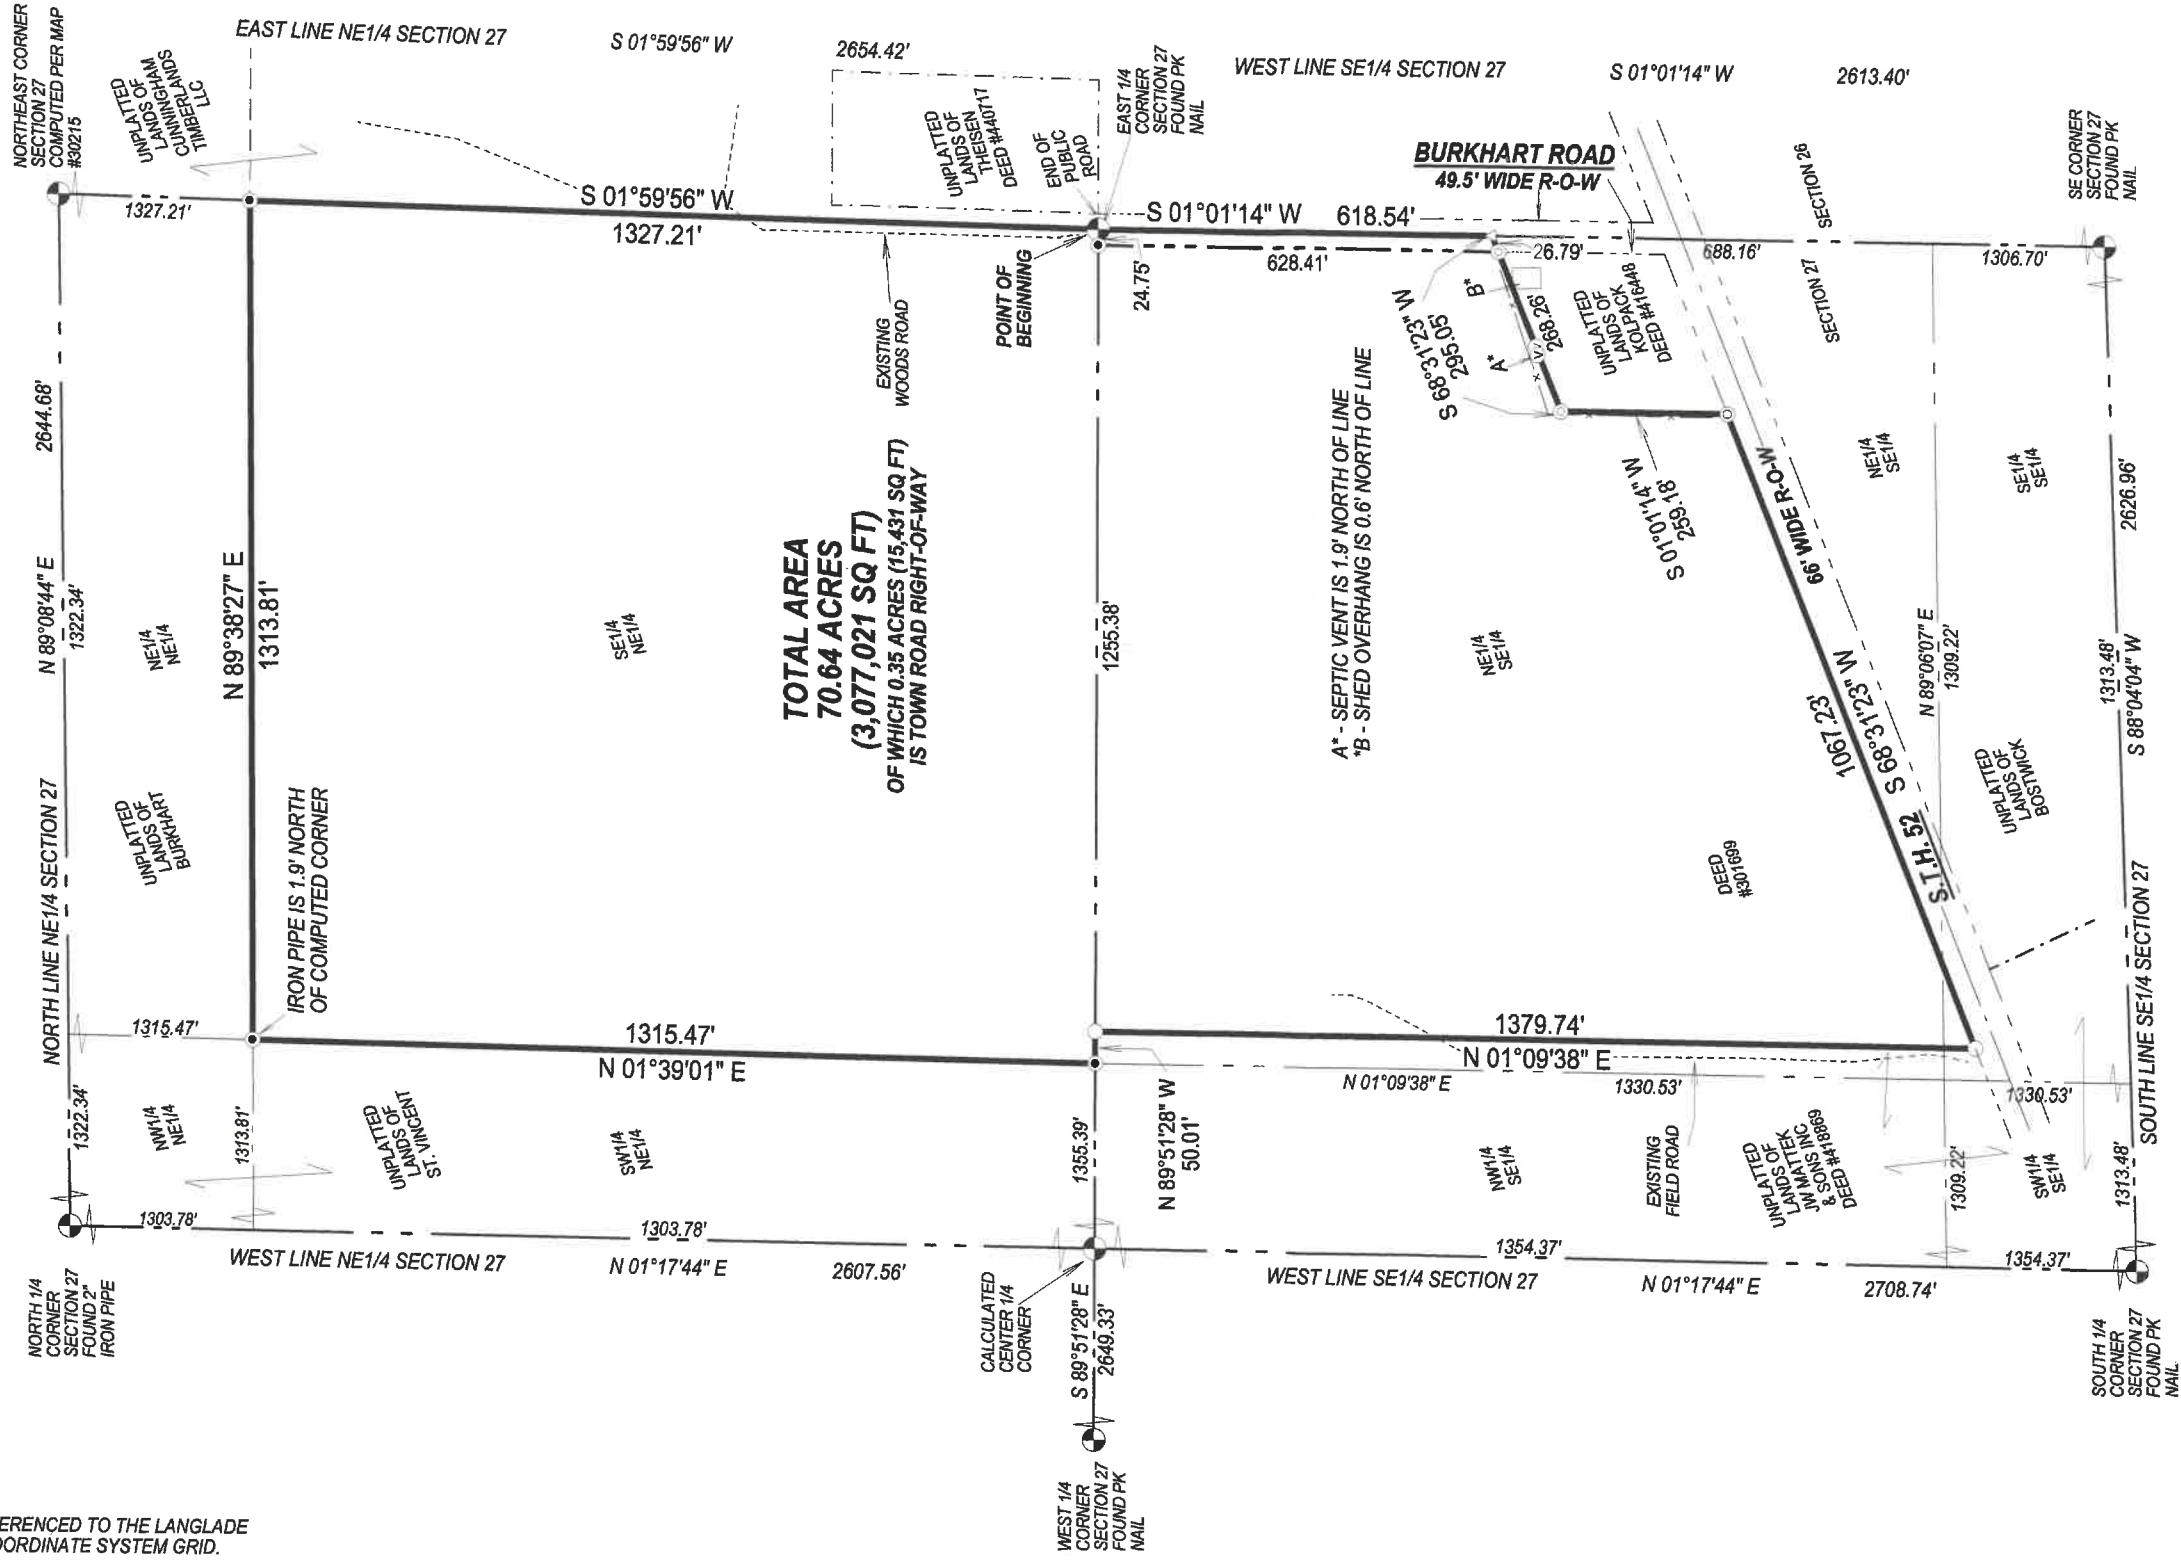 NORTHEAST CORNER
SECTION 27
COMPUTED PER MAP
#30215
UNPLATTED
LANDS OF
CUNNINGHAM
TIMBERLANDS
LLC
EAST LINE NE1/4 SECTION 27
S 01°59'56" W
2654.42'
UNPLATTED
LANDS OF
THEISEN
DEED #440717
END OF
PUBLIC
ROAD
EAST 1/4
CORNER
SECTION 27
FOUND PK
NAIL
WEST LINE SE1/4 SECTION 27
S 01°01'14" W
2613.40'
BURKHART ROAD
49.5' WIDE R-O-W
SECTION 26
SECTION 27
SE CORNER
SECTION 27
FOUND PK
NAIL
1327.21'
S 01°59'56" W
1327.21'
S 01°01'14" W
618.54'
628.41'
24.75'
26.79'
688.16'
1306.70'
POINT OF
BEGINNING
EXISTING
WOODS ROAD
B*
A*
268.26'
S 68°31'23" W
295.05'
UNPLATTED
LANDS OF
KOLPACK
DEED #416448
S 01°01'14" W
259.18'
66' WIDE R-O-W
NE1/4
SE1/4
SE1/4
SE1/4
2644.68'
N 89°08'44" E
1322.34'
NE1/4
NE1/4
N 89°38'27" E
1313.81'
SE1/4
NE1/4
TOTAL AREA
70.64 ACRES
(3,077,021 SQ FT)
OF WHICH 0.35 ACRES (15,431 SQ FT)
IS TOWN ROAD RIGHT-OF-WAY
1255.38'
A* - SEPTIC VENT IS 1.9' NORTH OF LINE
*B - SHED OVERHANG IS 0.6' NORTH OF LINE
NE1/4
SE1/4
1067.23'
S 68°31'23" W
S.T.H. 52
N 89°06'07" E
1309.22'
2626.96'
1313.48'
S 88°04'04" W
UNPLATTED
LANDS OF
BOSTWICK
DEED
#301699
NORTH LINE NE1/4 SECTION 27
UNPLATTED
LANDS OF
BURKHART
IRON PIPE IS 1.9' NORTH
OF COMPUTED CORNER
1315.47'
1315.47'
N 01°39'01" E
1379.74'
N 01°09'38" E
N 01°09'38" E
1330.53'
1330.53'
SOUTH LINE SE1/4 SECTION 27
1322.34'
NW1/4
NE1/4
1313.81'
UNPLATTED
LANDS OF
ST. VINCENT
SW1/4
NE1/4
1355.39'
N 89°51'28" W
50.01'
NW1/4
SE1/4
EXISTING
FIELD ROAD
UNPLATTED
LANDS OF
JW MATTEK
& SONS INC
DEED #418869
1309.22'
SW1/4
SE1/4
1313.48'
1303.78'
1303.78'
WEST LINE NE1/4 SECTION 27
N 01°17'44" E
2607.56'
1354.37'
WEST LINE SE1/4 SECTION 27
N 01°17'44" E
2708.74'
1354.37'
NORTH 1/4
CORNER
SECTION 27
FOUND 2"
IRON PIPE
CALCULATED
CENTER 1/4
CORNER
S 89°51'28" E
2649.33'
WEST 1/4
CORNER
SECTION 27
FOUND PK
NAIL
SOUTH 1/4
CORNER
SECTION 27
FOUND PK
NAIL
ERENCED TO THE LANGLADE
OORDINATE SYSTEM GRID.